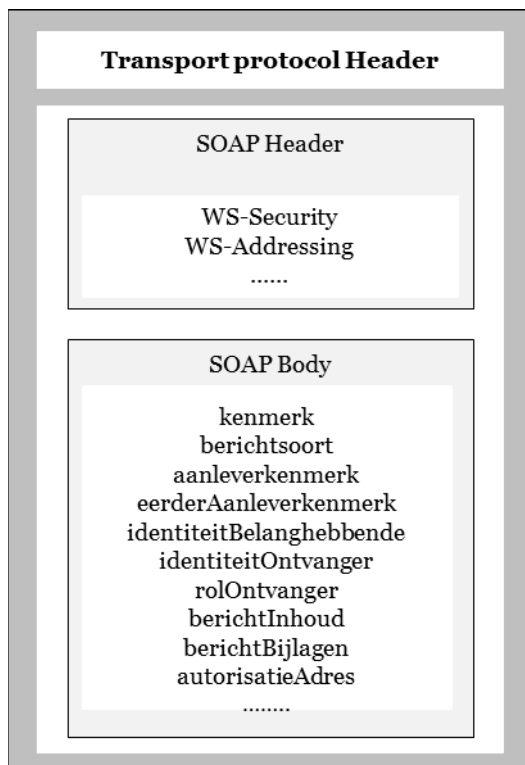 Transport protocol Header
SOAP Header
WS-Security
WS-Addressing
......
SOAP Body
kenmerk
berichtsoort
aanleverkenmerk
eerderAanleverkenmerk
identiteitBelanghebbende
identiteitOntvanger
rolOntvanger
berichtInhoud
berichtBijlagen
autorisatieAdres
........